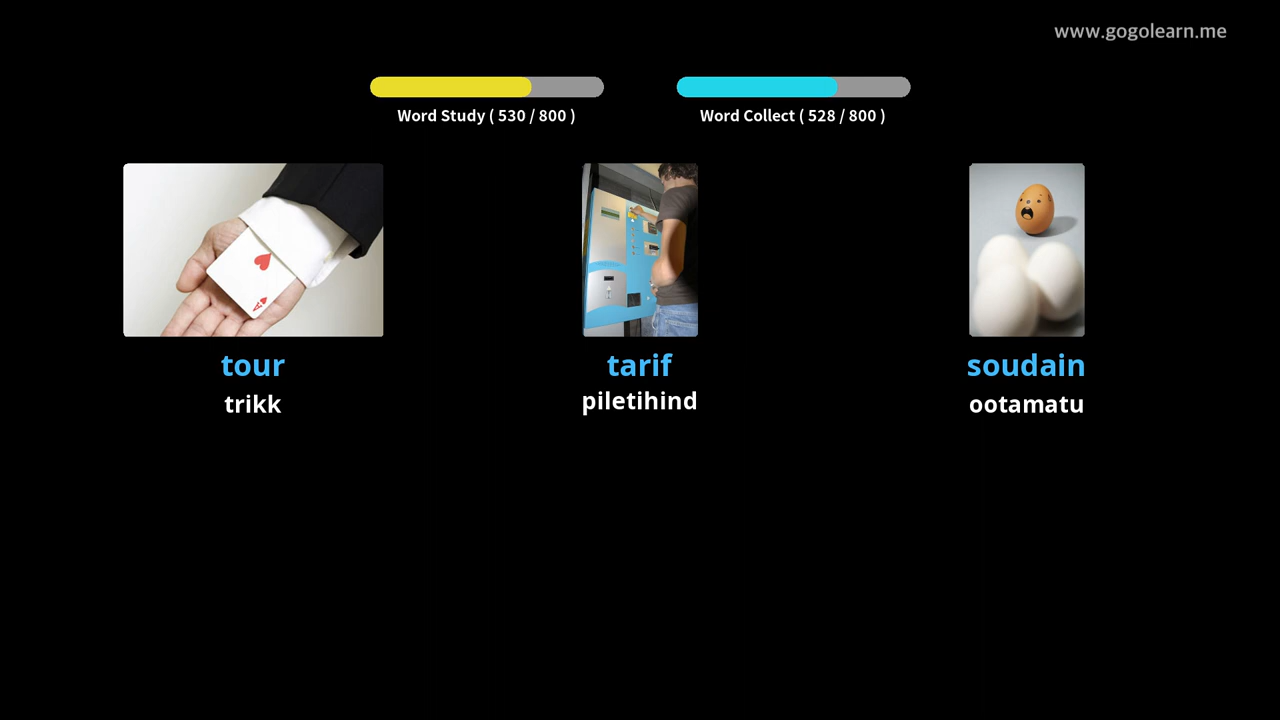 www.gogolearn.me
Word Study ( 530 / 800 )
Word Collect ( 528 / 800 )
tour
trikk
tarif
piletihind
soudain
ootamatu